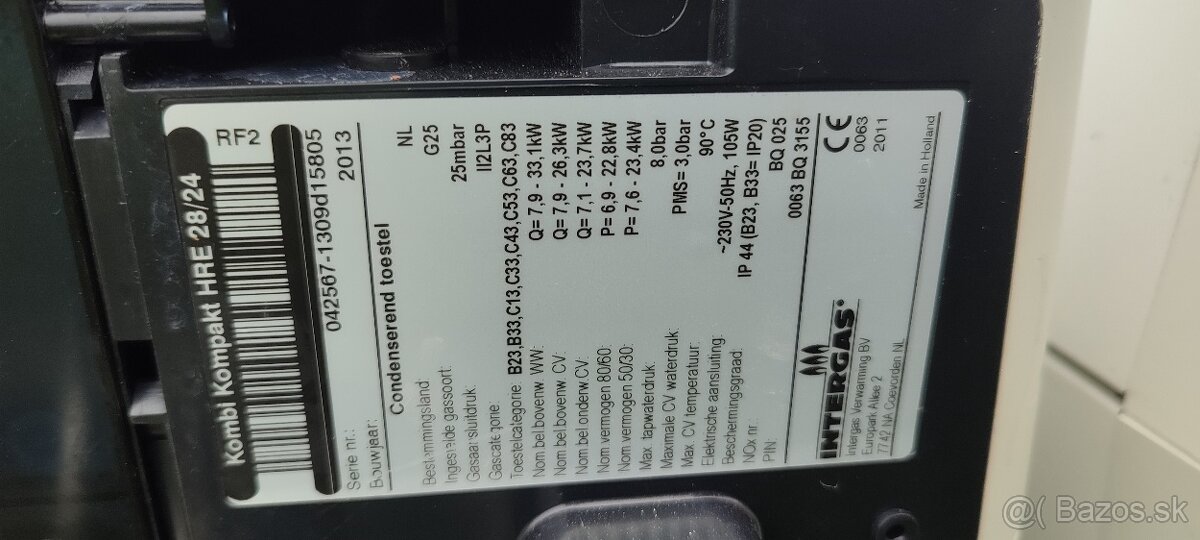 Kombi Kompakt HRE 28/24
RF2
Serie nr.: 042567-1309d15805
Bouwjaar: 2013
Condenserend toestel
Bestemmingsland NL
Ingestelde gassoort: G25
Gasaansluitdruk: 25mbar
Gascategorie: II2L3P
Toestelcategorie: B23,B33,C13,C33,C43,C53,C63,C83
Nom.bel.bovenw. WW: Q= 7,9 - 33,1kW
Nom.bel.bovenw CV: Q= 7,9 - 26,3kW
Nom bel.onderw.CV: Q= 7,1 - 23,7kW
Nom.vermogen 80/60: P= 6,9 - 22,8kW
Nom.vermogen 50/30: P= 7,6 - 23,4kW
Max. tapwaterdruk: 8,0bar
Maximale CV waterdruk: PMS= 3,0bar
Max. CV temperatuur: 90°C
Elektrische aansluiting: ~230V-50Hz, 105W
Beschermingsgraad: IP 44 (B23, B33= IP20)
NOx nr.: BQ 025
PIN: 0063 BQ 3155
INTERGAS
CE
0063
2011
Intergas Verwarming BV
Europark Allee 2
7742 NA Coevorden NL
Made in Holland
@( Bazos.sk